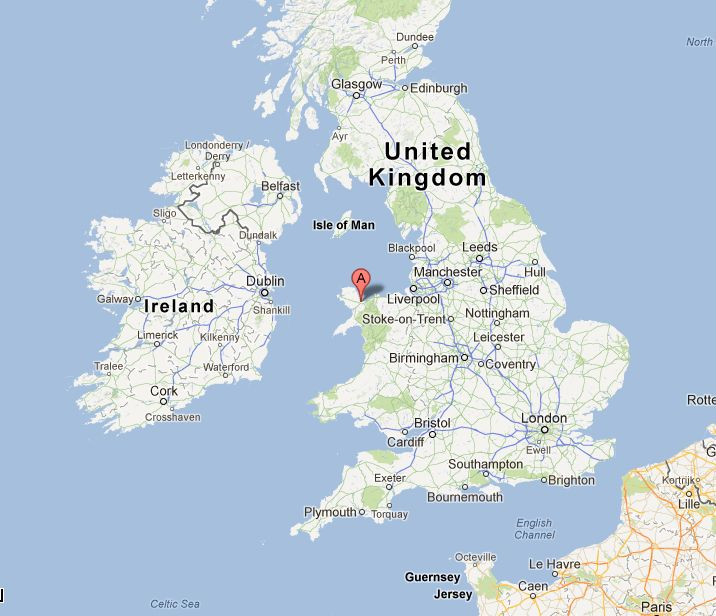 Dundee
North
Perth
Glasgow
Edinburgh
Ayr
United
Kingdom
Londonderry /
Derry
Letterkenny
Belfast
Sligo
Isle of Man
Dundalk
Blackpool
Leeds
Hull
A
Manchester
Dublin
Galway
Ireland
Liverpool
Sheffield
Shankill
Stoke-on-Trent
Nottingham
Limerick
Kilkenny
Leicester
Birmingham
Coventry
Tralee
Waterford
Cork
Crosshaven
Rotte
Bristol
London
Cardiff
Ewell
G
Southampton
Exeter
Brighton
Kortrijk
Bournemouth
Lille
Plymouth
Torquay
English
Channel
Octeville
Le Havre
Guernsey
Jersey
Caen
Celtic Sea
Paris